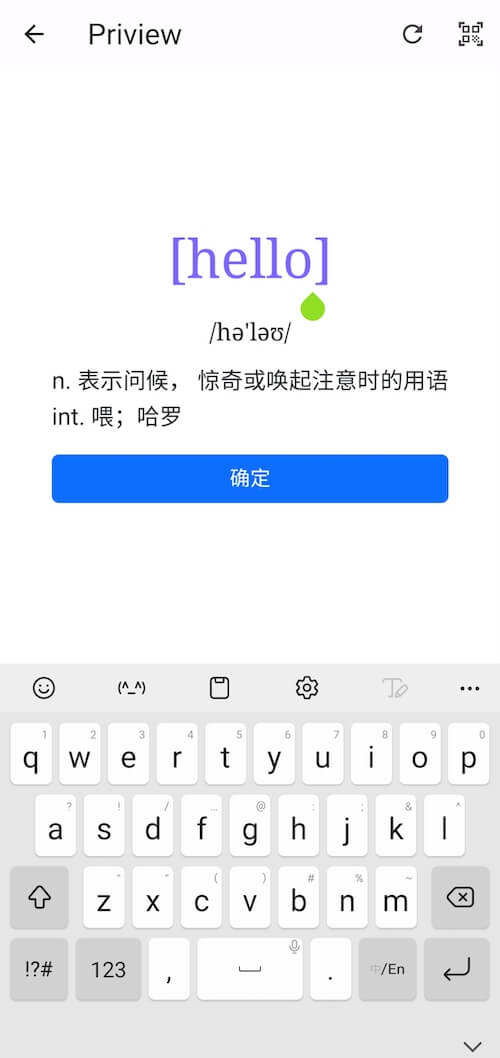 Priview
[hello]
/hə'ləʊ/
n. 表示问候， 惊奇或唤起注意时的用语
int. 喂；哈罗
确定
(^_^)
1 2 3 4 5 6 7 8 9 0
q w e r t y u i o p
? ! / … @ : ; & ^
a s d f g h j k l
( ) # % ~
z x c v b n m
!?# 123 , . 中/En